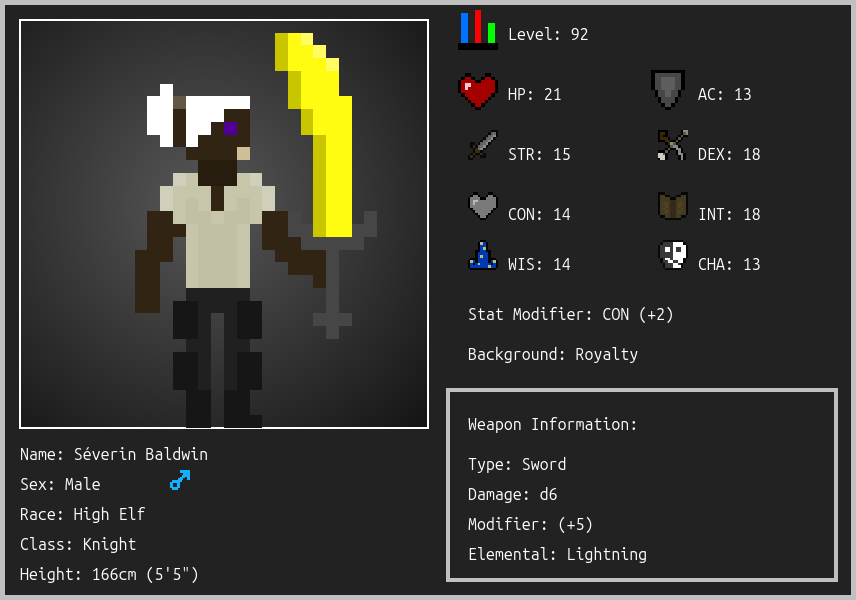 Level: 92
HP: 21
AC: 13
STR: 15
DEX: 18
CON: 14
INT: 18
WIS: 14
CHA: 13
Stat Modifier: CON (+2)
Background: Royalty
Weapon Information:
Type: Sword
Damage: d6
Modifier: (+5)
Elemental: Lightning
Name: Séverin Baldwin
Sex: Male
Race: High Elf
Class: Knight
Height: 166cm (5'5")